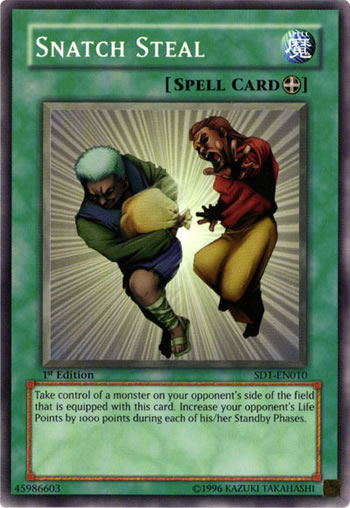 SNATCH STEAL
SPELL
魔
[SPELL CARD]
1st Edition
SD1-EN010
Take control of a monster on your opponent's side of the field
that is equipped with this card. Increase your opponent's Life
Points by 1000 points during each of his/her Standby Phases.
45986603
©1996 KAZUKI TAKAHASHI